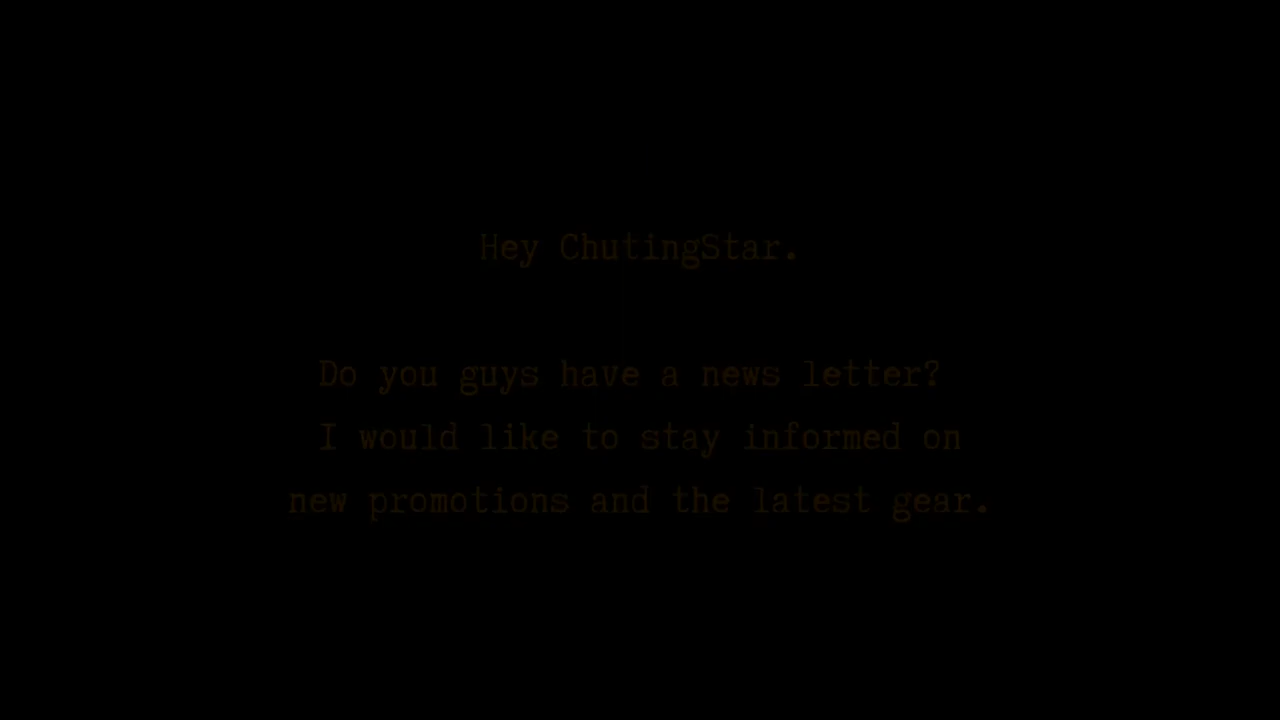 Hey ChutingStar.
Do you guys have a news letter?
I would like to stay informed on
new promotions and the latest gear.